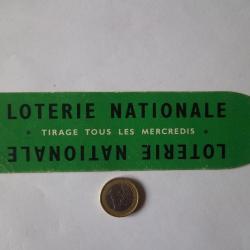 LOTERIE NATIONALE
• TIRAGE TOUS LES MERCREDIS •
LOTERIE NATIONALE